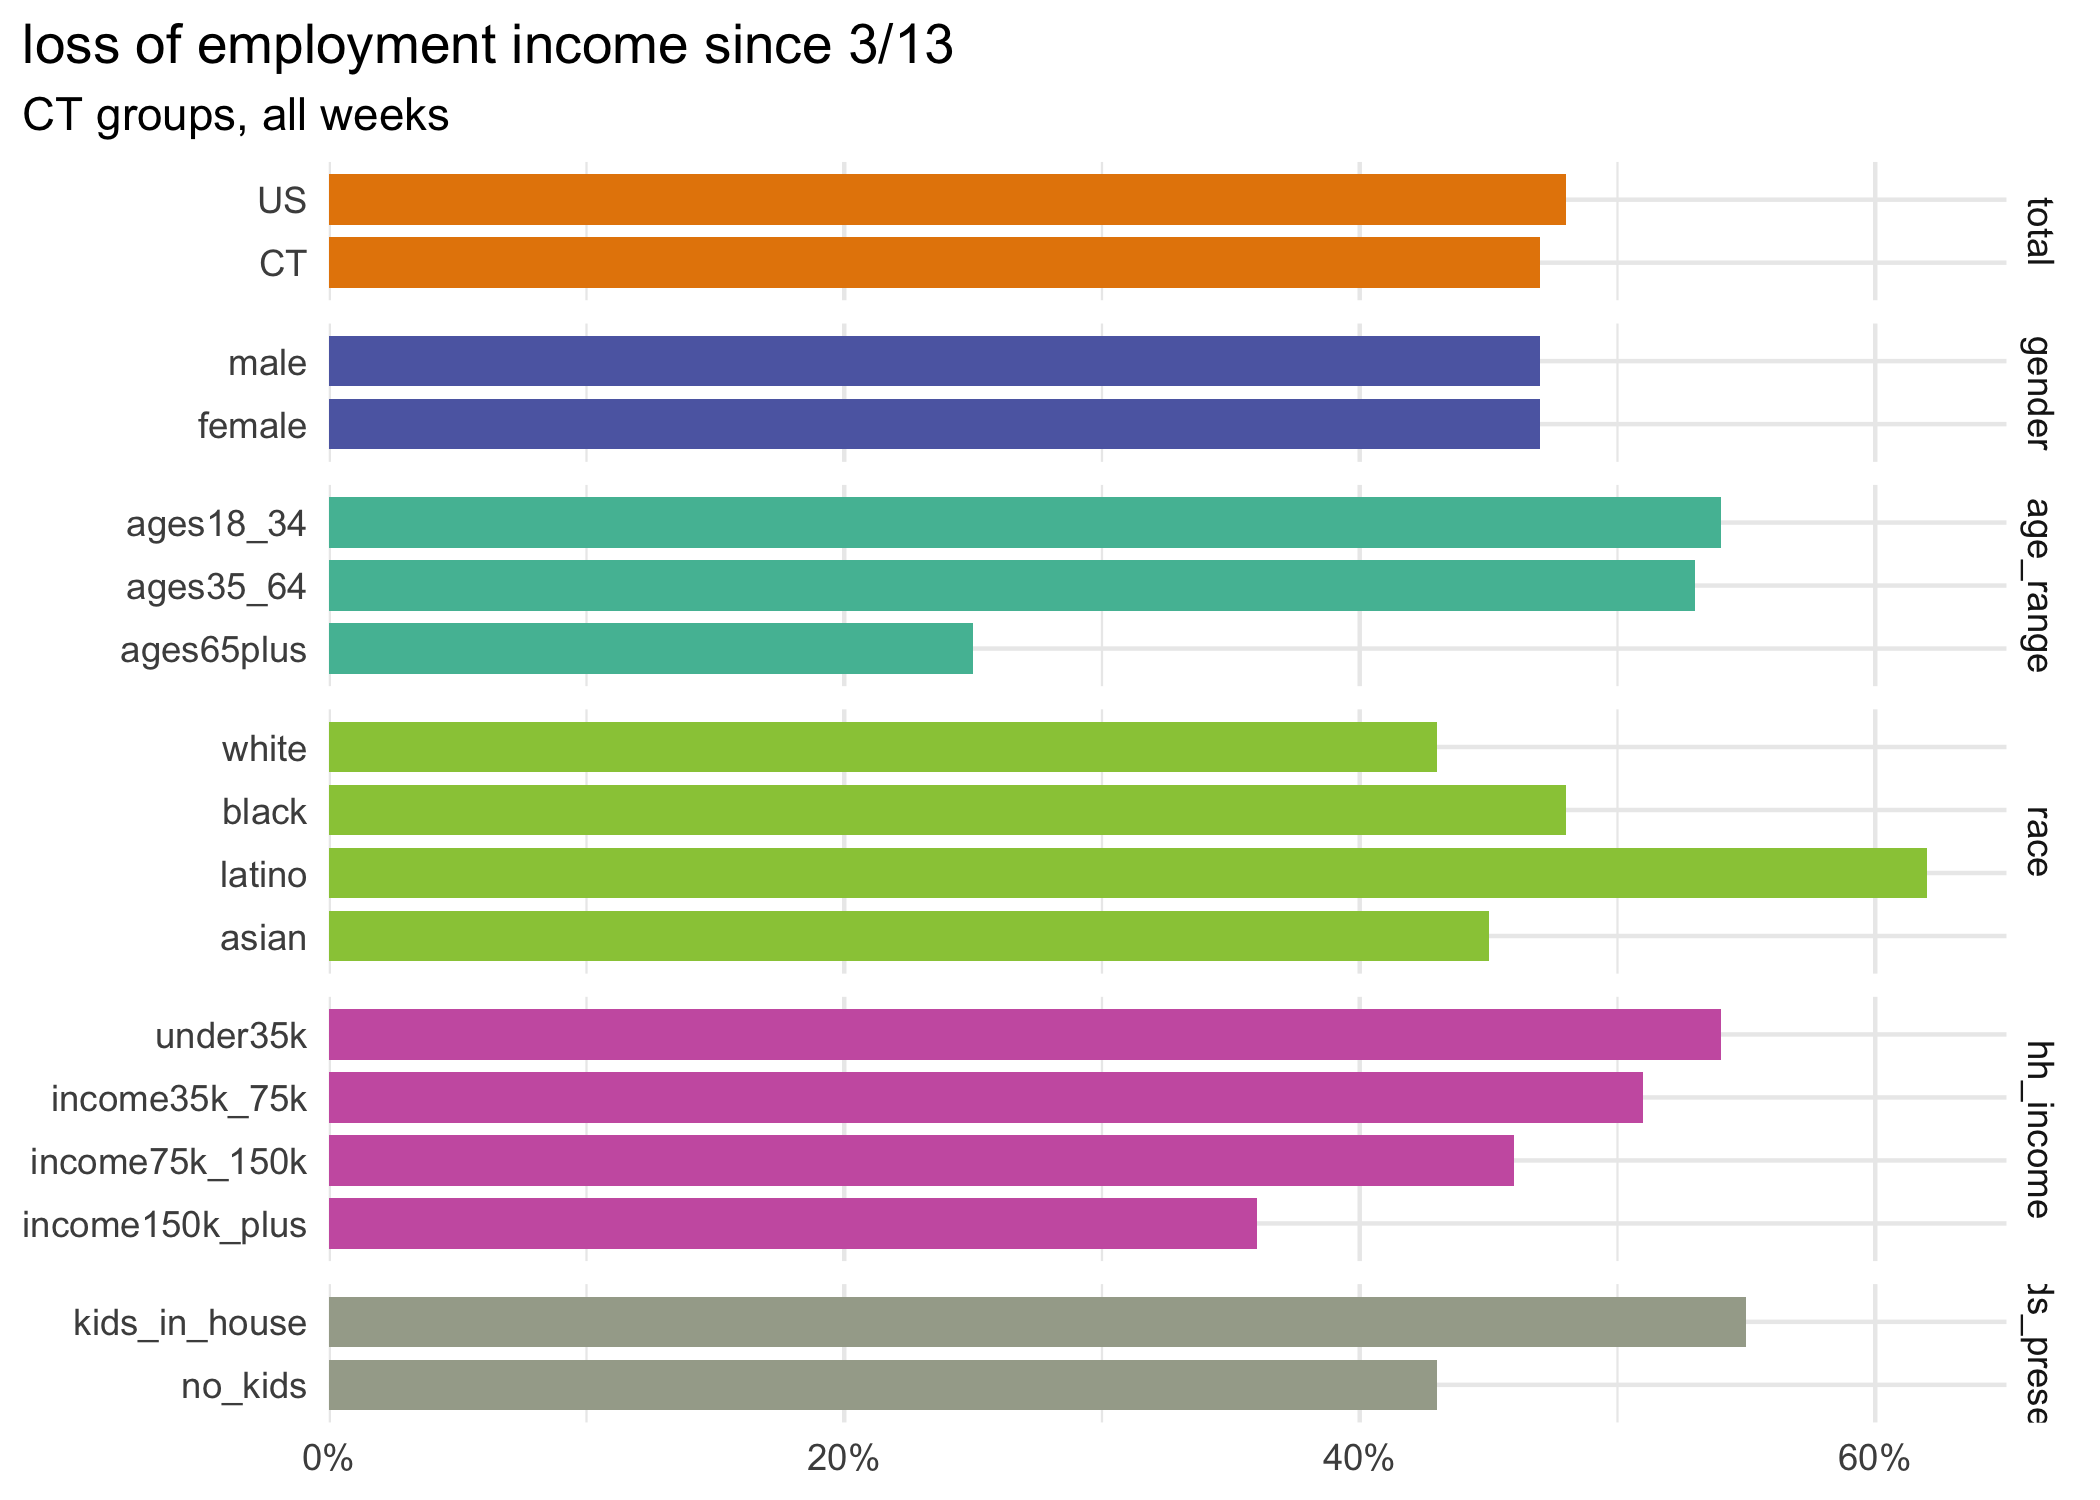 loss of employment income since 3/13
CT groups, all weeks
US
CT
total
male
female
gender
ages18_34
ages35_64
ages65plus
age_range
white
black
latino
asian
race
under35k
income35k_75k
income75k_150k
income150k_plus
hh_income
kids_in_house
no_kids
ds_prese
0%
20%
40%
60%